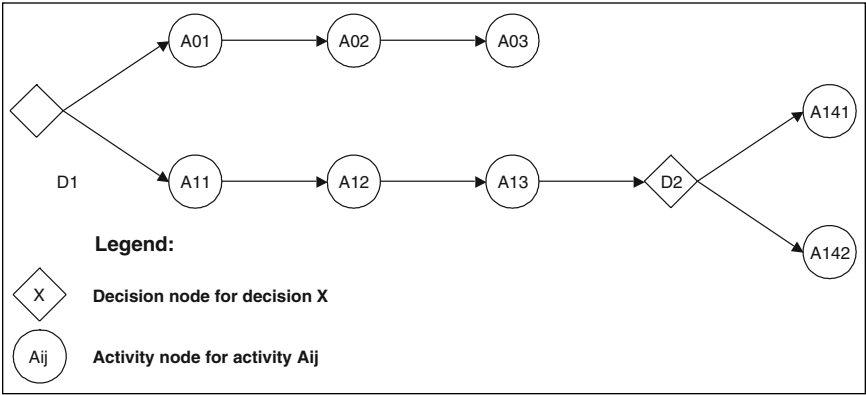 A01
A02
A03
A141
D1
A11
A12
A13
D2
A142
Legend:
X
Decision node for decision X
Aij
Activity node for activity Aij